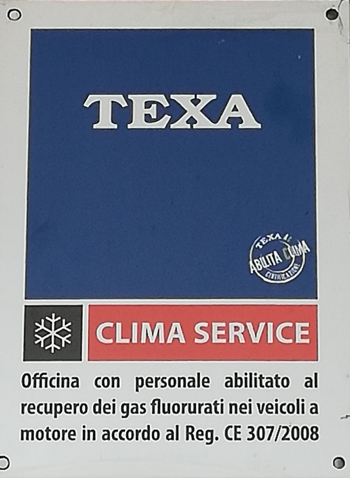 TEXA
TEXA
ABILITA CLIMA
CLIMA SERVICE
Officina con personale abilitato al
recupero dei gas fluorurati nei veicoli a
motore in accordo al Reg. CE 307/2008